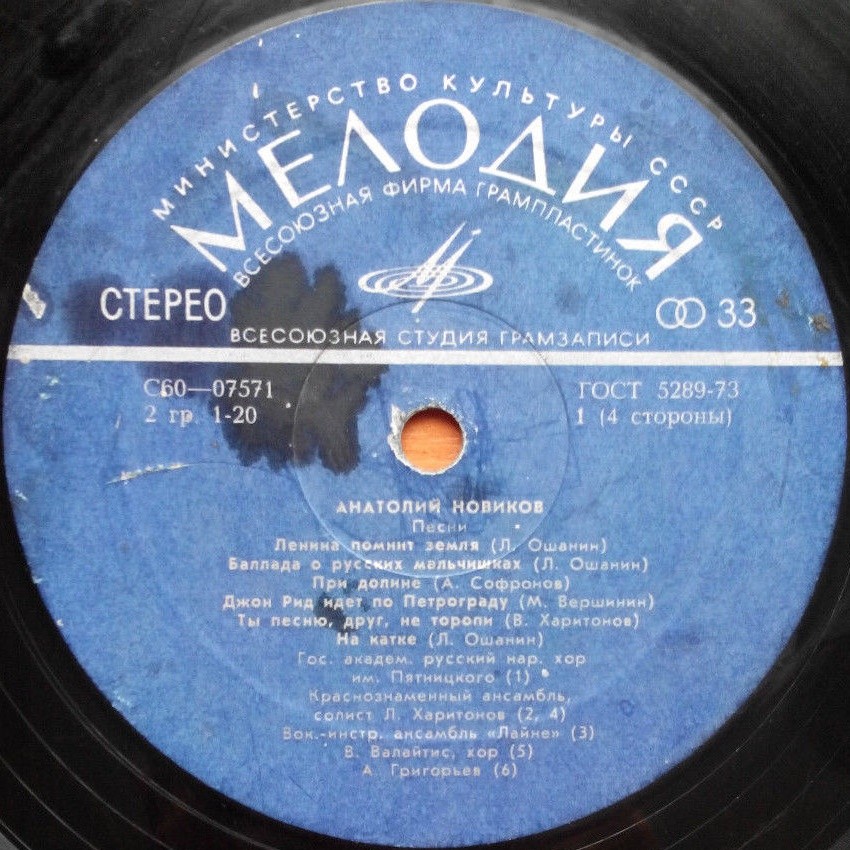 МИНИСТЕРСТВО КУЛЬТУРЫ СССР
МЕЛОДИЯ
ВСЕСОЮЗНАЯ ФИРМА ГРАМПЛАСТИНОК
СТЕРЕО
33
ВСЕСОЮЗНАЯ СТУДИЯ ГРАМЗАПИСИ
С60—07571
ГОСТ 5289-73
2 гр. 1-20
1 (4 стороны)
АНАТОЛИЙ НОВИКОВ
Песни
Ленина помнит земля (Л. Ошанин)
Баллада о русских мальчишках (Л. Ошанин)
При долине (А. Софронов)
Джон Рид идет по Петрограду (М. Вершинин)
Ты песню, друг, не торопи (В. Харитонов)
На катке (Л. Ошанин)
Гос. академ. русский нар. хор
им. Пятницкого (1)
Краснознаменный ансамбль,
солист Л. Харитонов (2, 4)
Вок.-инстр. ансамбль «Лайне» (3)
В. Валайтис, хор (5)
А. Григорьев (6)